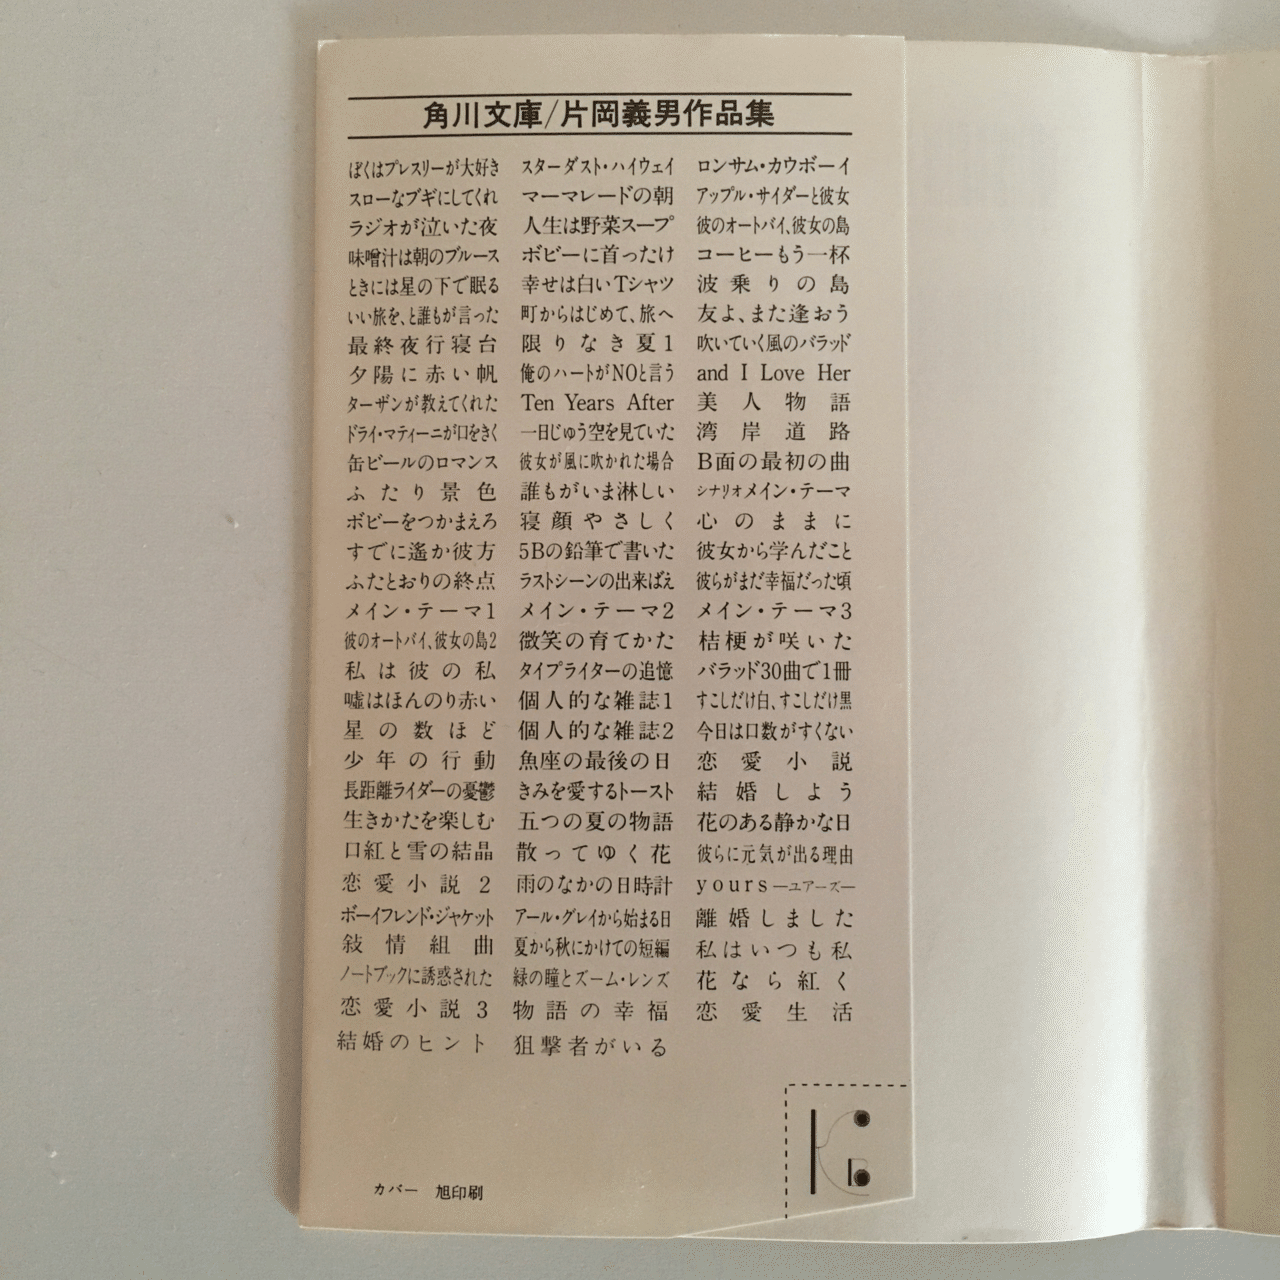 角川文庫/片岡義男作品集
ぼくはプレスリーが大好き スターダスト・ハイウェイ ロンサム・カウボーイ
スローなブギにしてくれ マーマレードの朝 アップル・サイダーと彼女
ラジオが泣いた夜 人生は野菜スープ 彼のオートバイ、彼女の島
味噌汁は朝のブルース ボビーに首ったけ コーヒーもう一杯
ときには星の下で眠る 幸せは白いTシャツ 波乗りの島
いい旅を、と誰もが言った 町からはじめて、旅へ 友よ、また逢おう
最終夜行寝台 限りなき夏1 吹いていく風のバラッド
夕陽に赤い帆 俺のハートがNOと言う and I Love Her
ターザンが教えてくれた Ten Years After 美人物語
ドライ・マティーニが口をきく 一日じゅう空を見ていた 湾岸道路
缶ビールのロマンス 彼女が風に吹かれた場合 B面の最初の曲
ふたり景色 誰もがいま淋しい シナリオメイン・テーマ
ボビーをつかまえろ 寝顔やさしく 心のままに
すでに遙か彼方 5Bの鉛筆で書いた 彼女から学んだこと
ふたとおりの終点 ラストシーンの出来ばえ 彼らがまだ幸福だった頃
メイン・テーマ1 メイン・テーマ2 メイン・テーマ3
彼のオートバイ、彼女の島2 微笑の育てかた 桔梗が咲いた
私は彼の私 タイプライターの追憶 バラッド30曲で1冊
嘘はほんのり赤い 個人的な雑誌1 すこしだけ白、すこしだけ黒
星の数ほど 個人的な雑誌2 今日は口数がすくない
少年の行動 魚座の最後の日 恋愛小説
長距離ライダーの憂鬱 きみを愛するトースト 結婚しよう
生きかたを楽しむ 五つの夏の物語 花のある静かな日
口紅と雪の結晶 散ってゆく花 彼らに元気が出る理由
恋愛小説2 雨のなかの日時計 yours―ユアーズ―
ボーイフレンド・ジャケット アール・グレイから始まる日 離婚しました
敍情組曲 夏から秋にかけての短編 私はいつも私
ノートブックに誘惑された 緑の瞳とズーム・レンズ 花なら紅く
恋愛小説3 物語の幸福 恋愛生活
結婚のヒント 狙撃者がいる
カバー 旭印刷